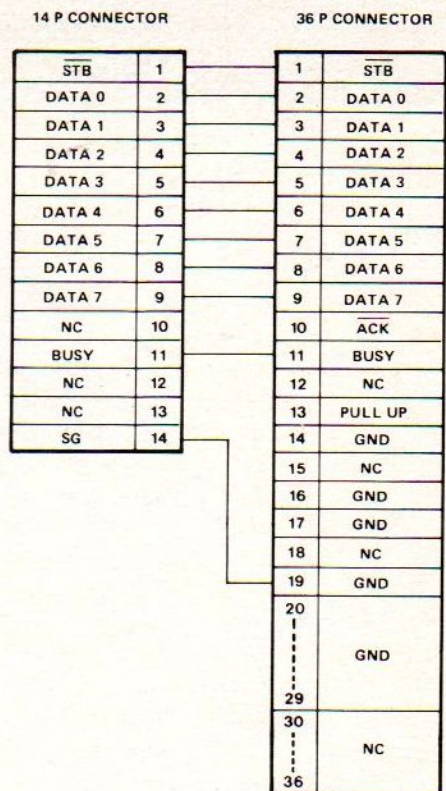 14 P CONNECTOR
STB 1
DATA 0 2
DATA 1 3
DATA 2 4
DATA 3 5
DATA 4 6
DATA 5 7
DATA 6 8
DATA 7 9
NC 10
BUSY 11
NC 12
NC 13
SG 14
36 P CONNECTOR
1 STB
2 DATA 0
3 DATA 1
4 DATA 2
5 DATA 3
6 DATA 4
7 DATA 5
8 DATA 6
9 DATA 7
10 ACK
11 BUSY
12 NC
13 PULL UP
14 GND
15 NC
16 GND
17 GND
18 NC
19 GND
20
GND
29
30
NC
36